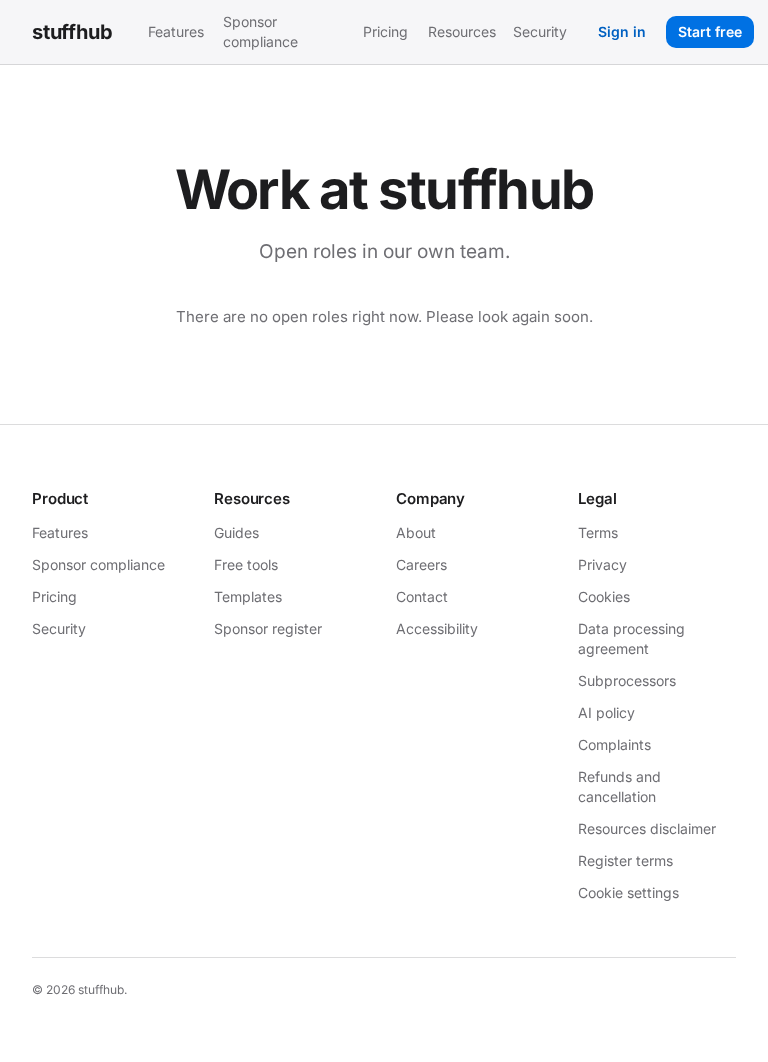 stuffhub
Features
Sponsor
compliance
Pricing
Resources
Security
Sign in
Start free
Work at stuffhub
Open roles in our own team.
There are no open roles right now. Please look again soon.
Product
Features
Sponsor compliance
Pricing
Security
Resources
Guides
Free tools
Templates
Sponsor register
Company
About
Careers
Contact
Accessibility
Legal
Terms
Privacy
Cookies
Data processing
agreement
Subprocessors
AI policy
Complaints
Refunds and
cancellation
Resources disclaimer
Register terms
Cookie settings
© 2026 stuffhub.